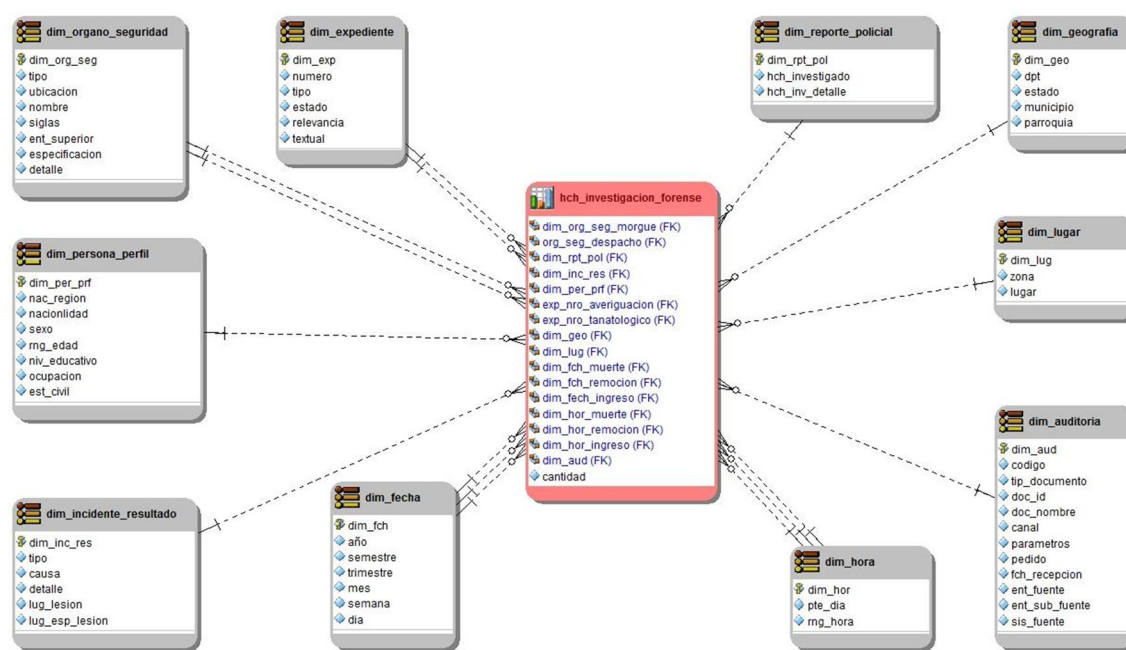 dim_organo_seguridad
dim_org_seg
tipo
ubicacion
nombre
siglas
ent_superior
especificacion
detalle
dim_expediente
dim_exp
numero
tipo
estado
relevancia
textual
dim_reporte_policial
dim_rpt_pol
hch_investigado
hch_inv_detalle
dim_geografia
dim_geo
dpt
estado
municipio
parroquia
dim_persona_perfil
dim_per_prf
nac_region
nacionlidad
sexo
rng_edad
niv_educativo
ocupacion
est_civil
hch_investigacion_forense
dim_org_seg_morgue (FK)
org_seg_despacho (FK)
dim_rpt_pol (FK)
dim_inc_res (FK)
dim_per_prf (FK)
exp_nro_averiguacion (FK)
exp_nro_tanatologico (FK)
dim_geo (FK)
dim_lug (FK)
dim_fch_muerte (FK)
dim_fch_remocion (FK)
dim_fech_ingreso (FK)
dim_hor_muerte (FK)
dim_hor_remocion (FK)
dim_hor_ingreso (FK)
dim_aud (FK)
cantidad
dim_lugar
dim_lug
zona
lugar
dim_incidente_resultado
dim_inc_res
tipo
causa
detalle
lug_lesion
lug_esp_lesion
dim_fecha
dim_fch
año
semestre
trimestre
mes
semana
dia
dim_hora
dim_hor
pte_dia
rng_hora
dim_auditoria
dim_aud
codigo
tip_documento
doc_id
doc_nombre
canal
parametros
pedido
fch_recepcion
ent_fuente
ent_sub_fuente
sis_fuente